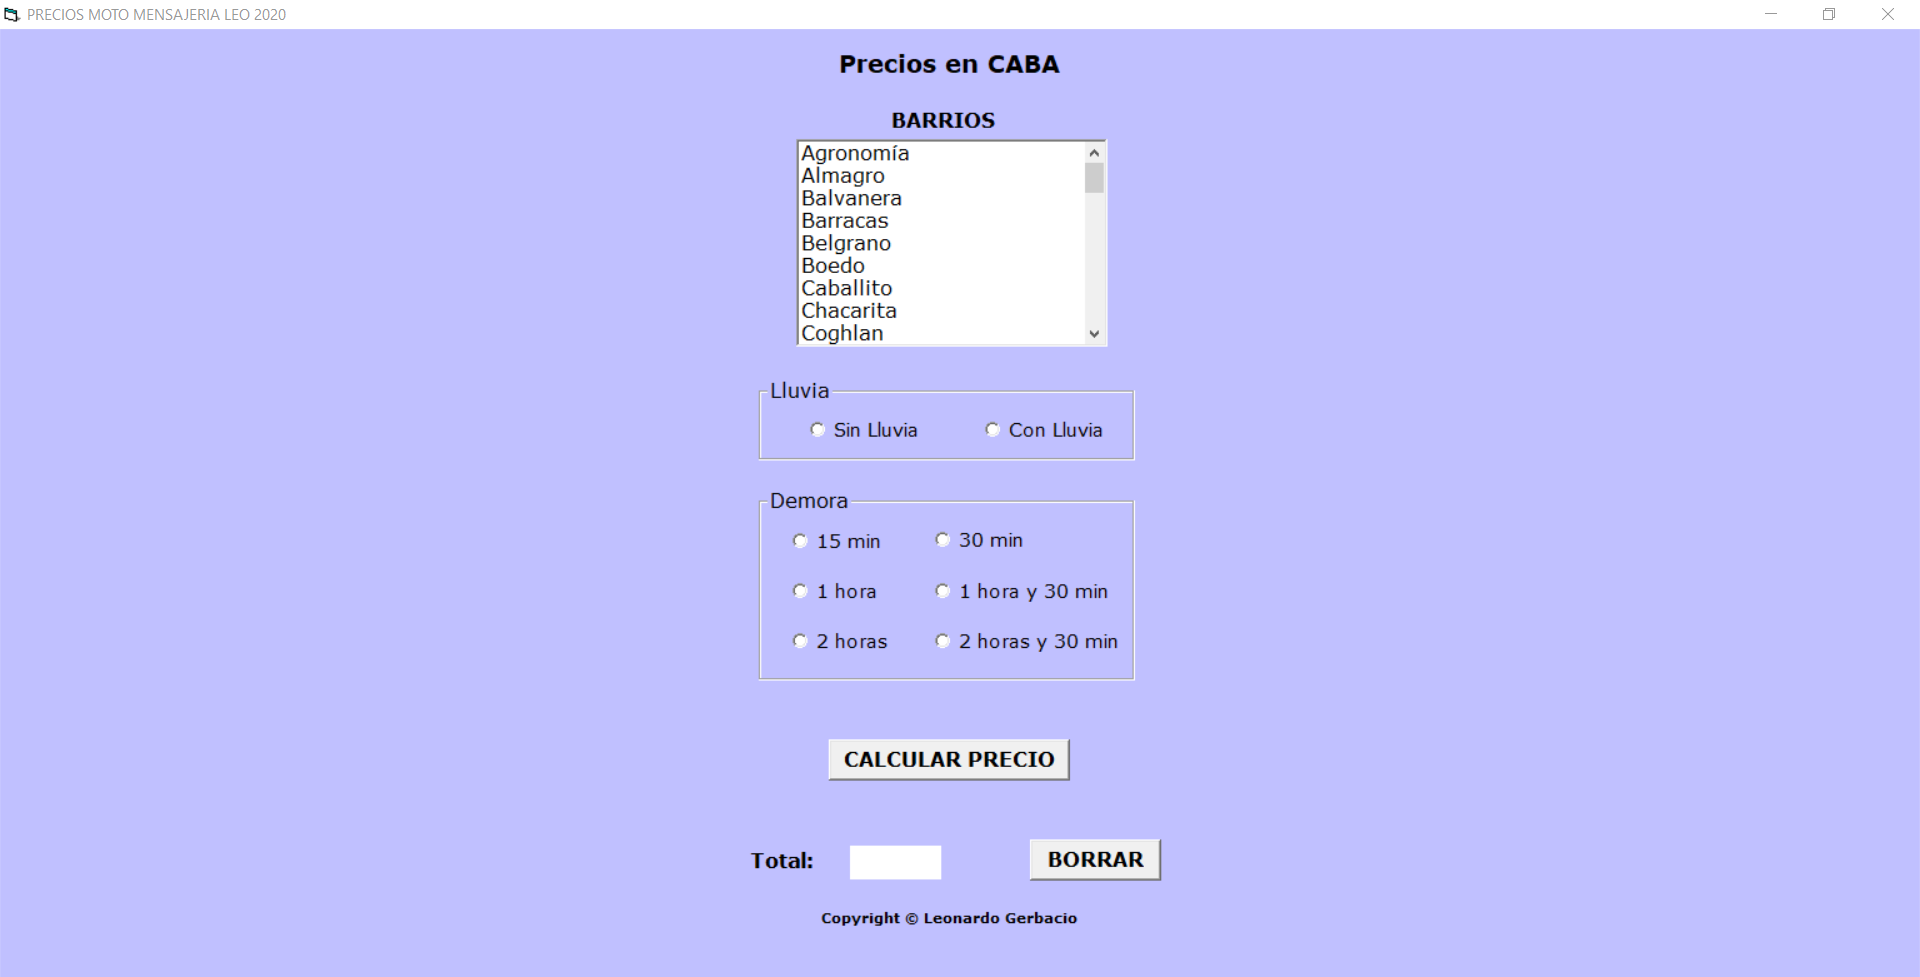 PRECIOS MOTO MENSAJERIA LEO 2020
Precios en CABA
BARRIOS
Agronomía
Almagro
Balvanera
Barracas
Belgrano
Boedo
Caballito
Chacarita
Coghlan
Lluvia
Sin Lluvia Con Lluvia
Demora
15 min 30 min
1 hora 1 hora y 30 min
2 horas 2 horas y 30 min
CALCULAR PRECIO
Total: BORRAR
Copyright © Leonardo Gerbacio